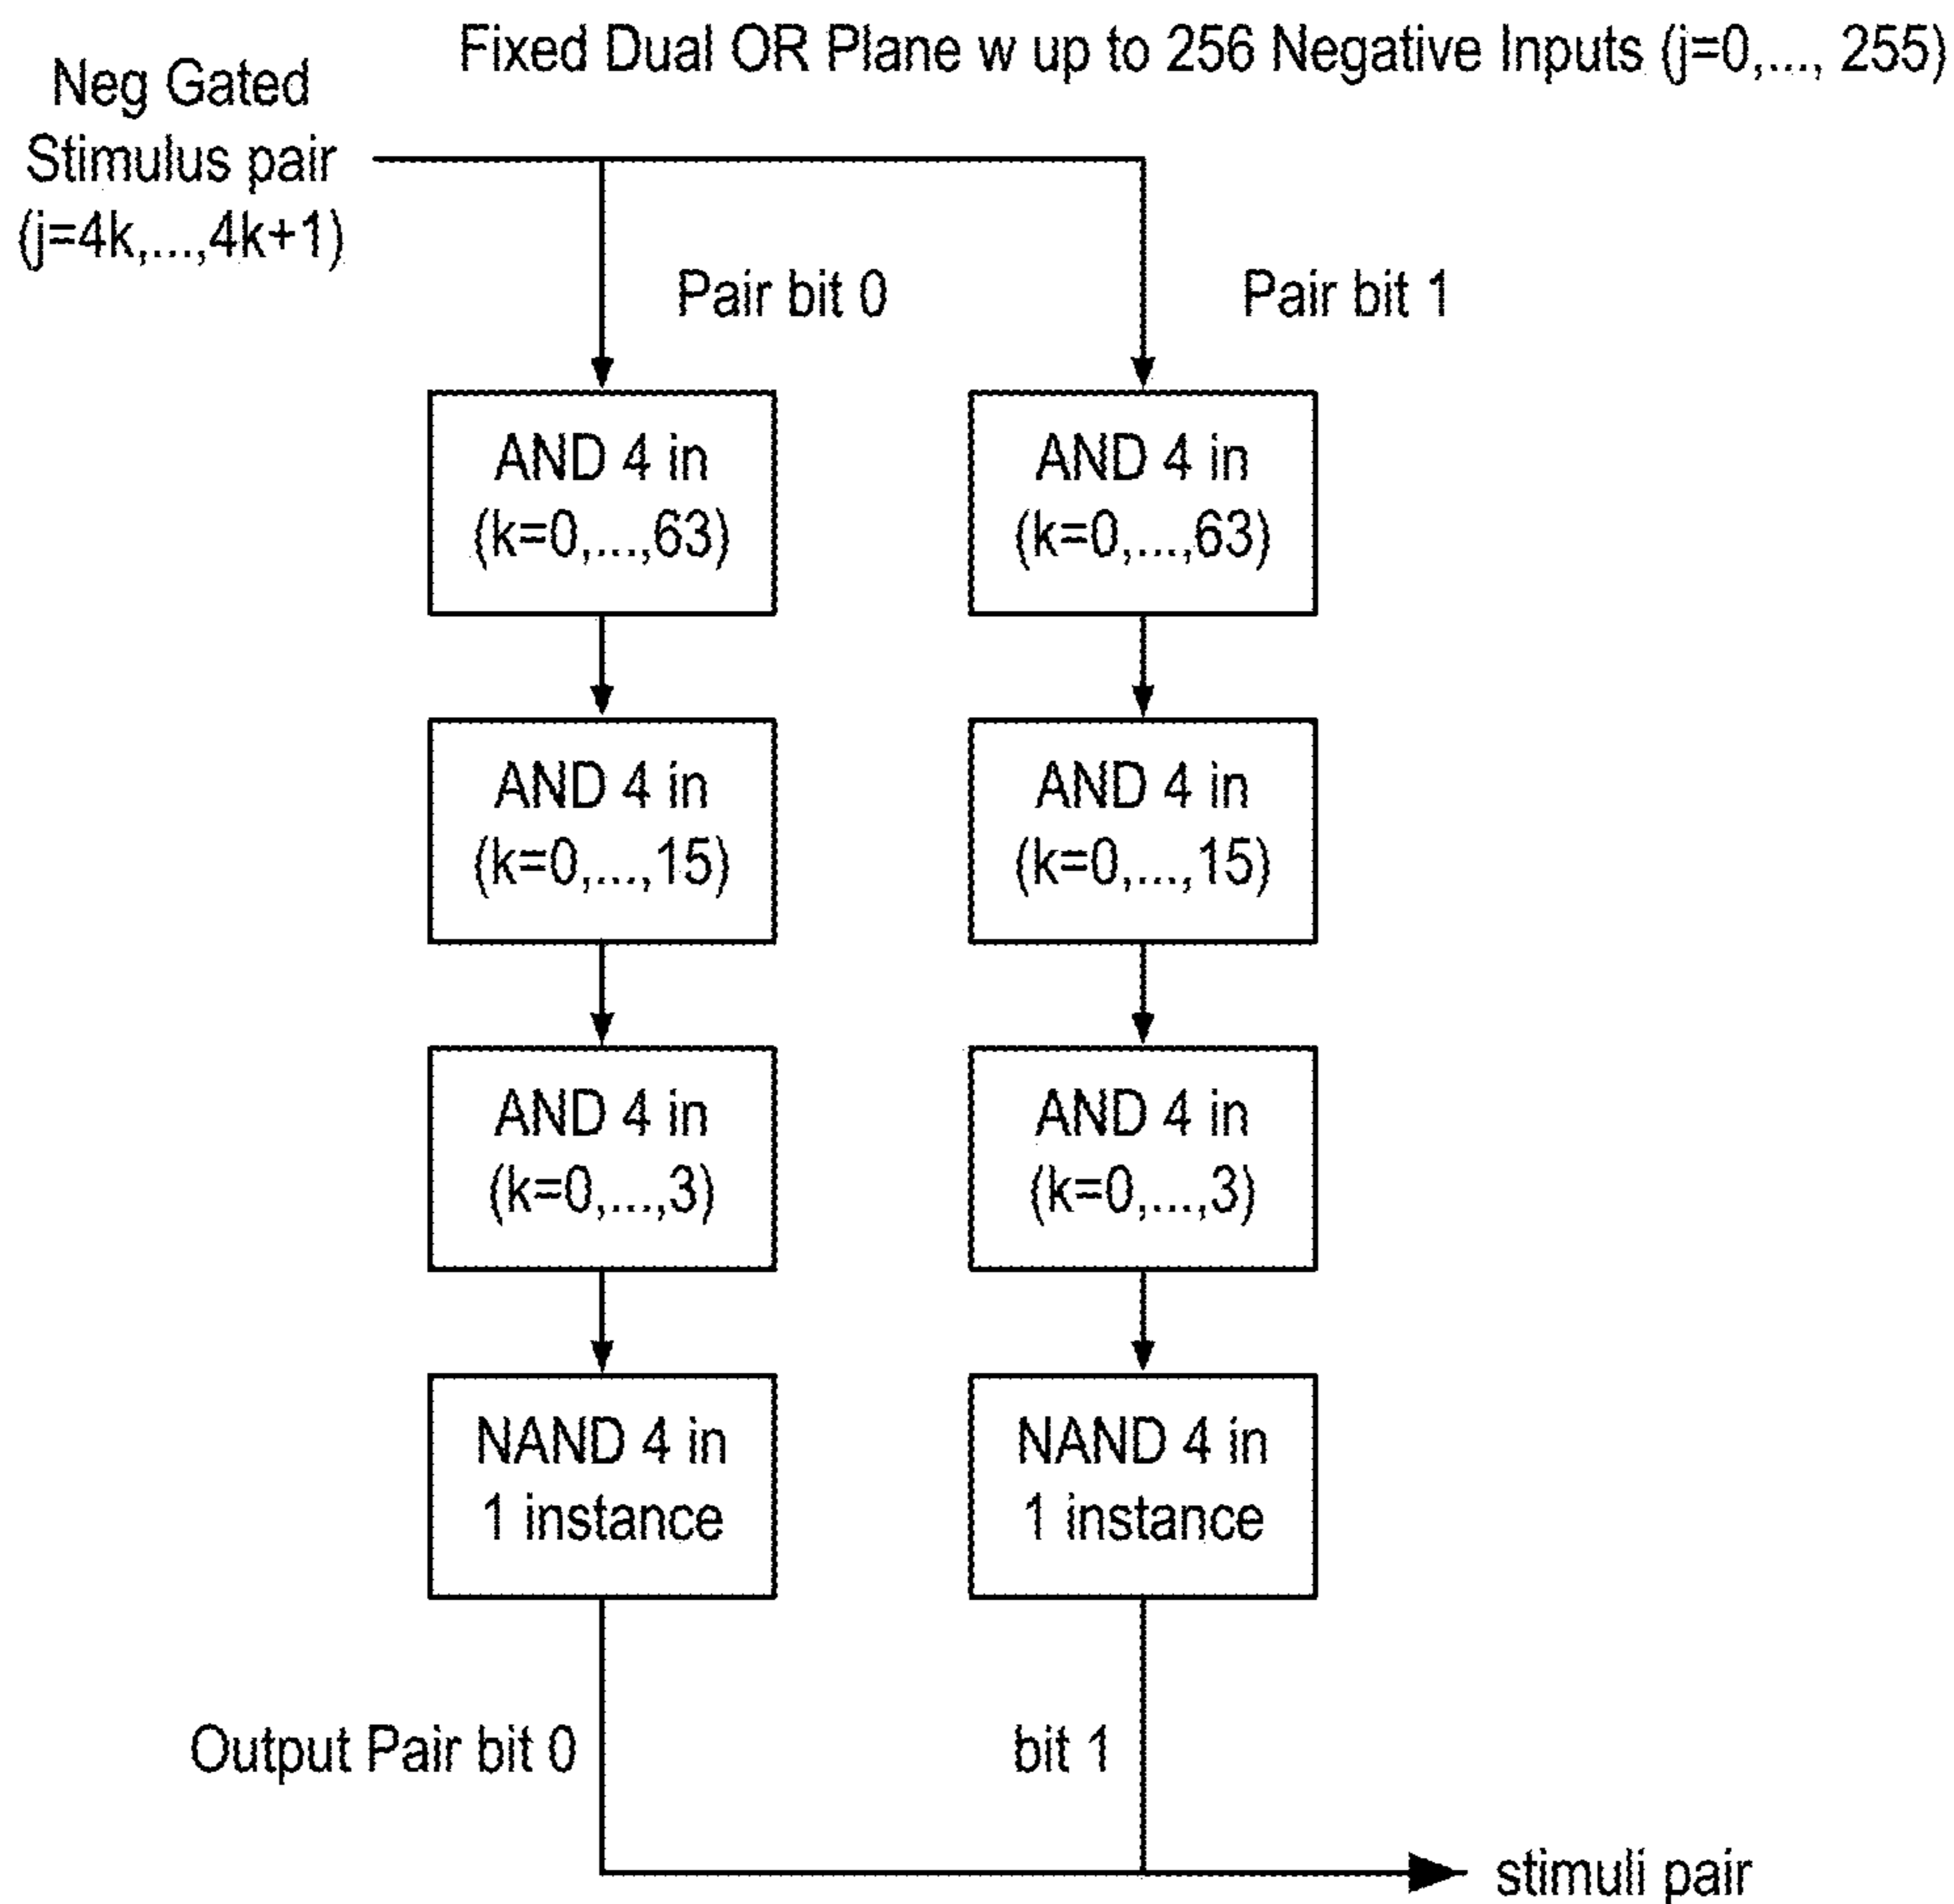 Fixed Dual OR Plane w up to 256 Negative Inputs (j=0,..., 255)
Neg Gated
Stimulus pair
(j=4k,...,4k+1)
Pair bit 0
Pair bit 1
AND 4 in
(k=0,...,63)
AND 4 in
(k=0,...,63)
AND 4 in
(k=0,...,15)
AND 4 in
(k=0,...,15)
AND 4 in
(k=0,...,3)
AND 4 in
(k=0,...,3)
NAND 4 in
1 instance
NAND 4 in
1 instance
Output Pair bit 0
bit 1
stimuli pair